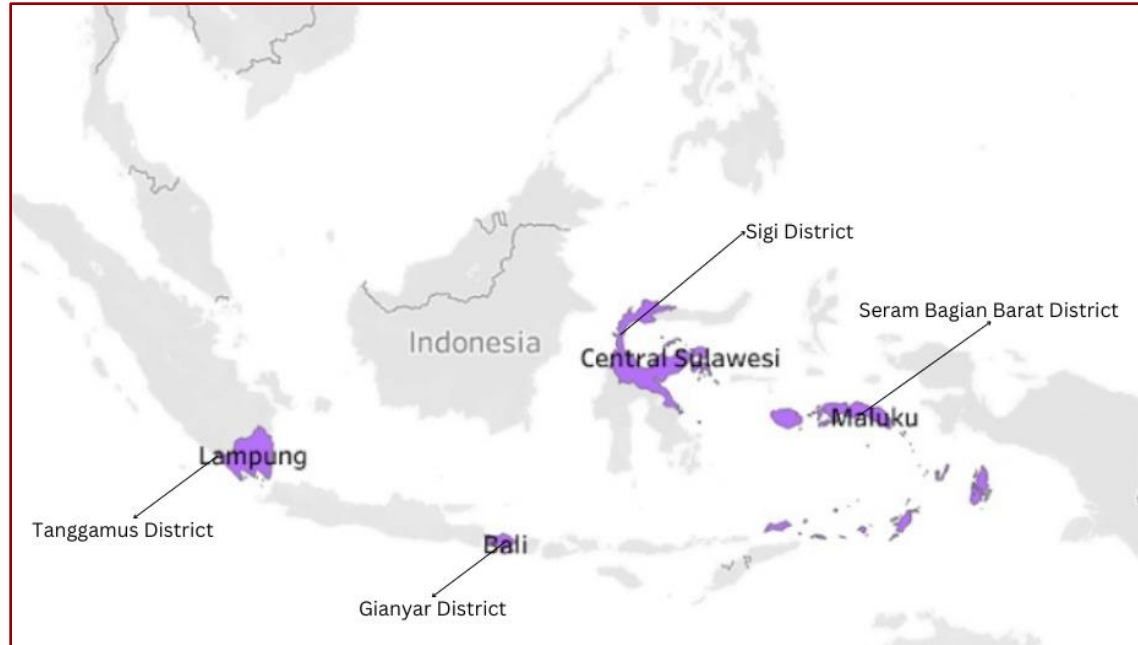 Sigi District
Seram Bagian Barat District
Indonesia
Central Sulawesi
Maluku
Lampung
Tanggamus District
Bali
Gianyar District